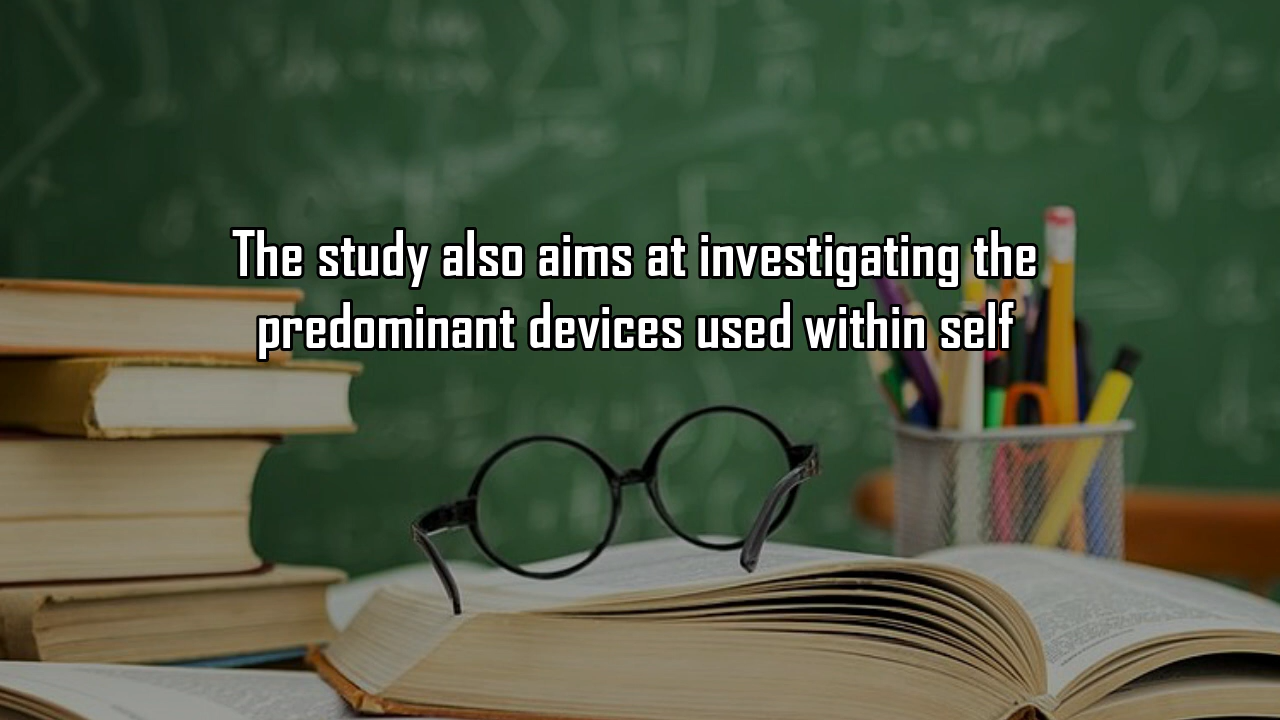 The study also aims at investigating the
predominant devices used within self